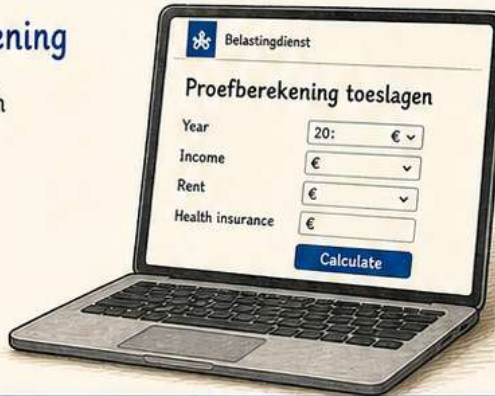 ening
n
Belastingdienst
Proefberekening toeslagen
Year 20: €
Income €
Rent €
Health insurance €
Calculate